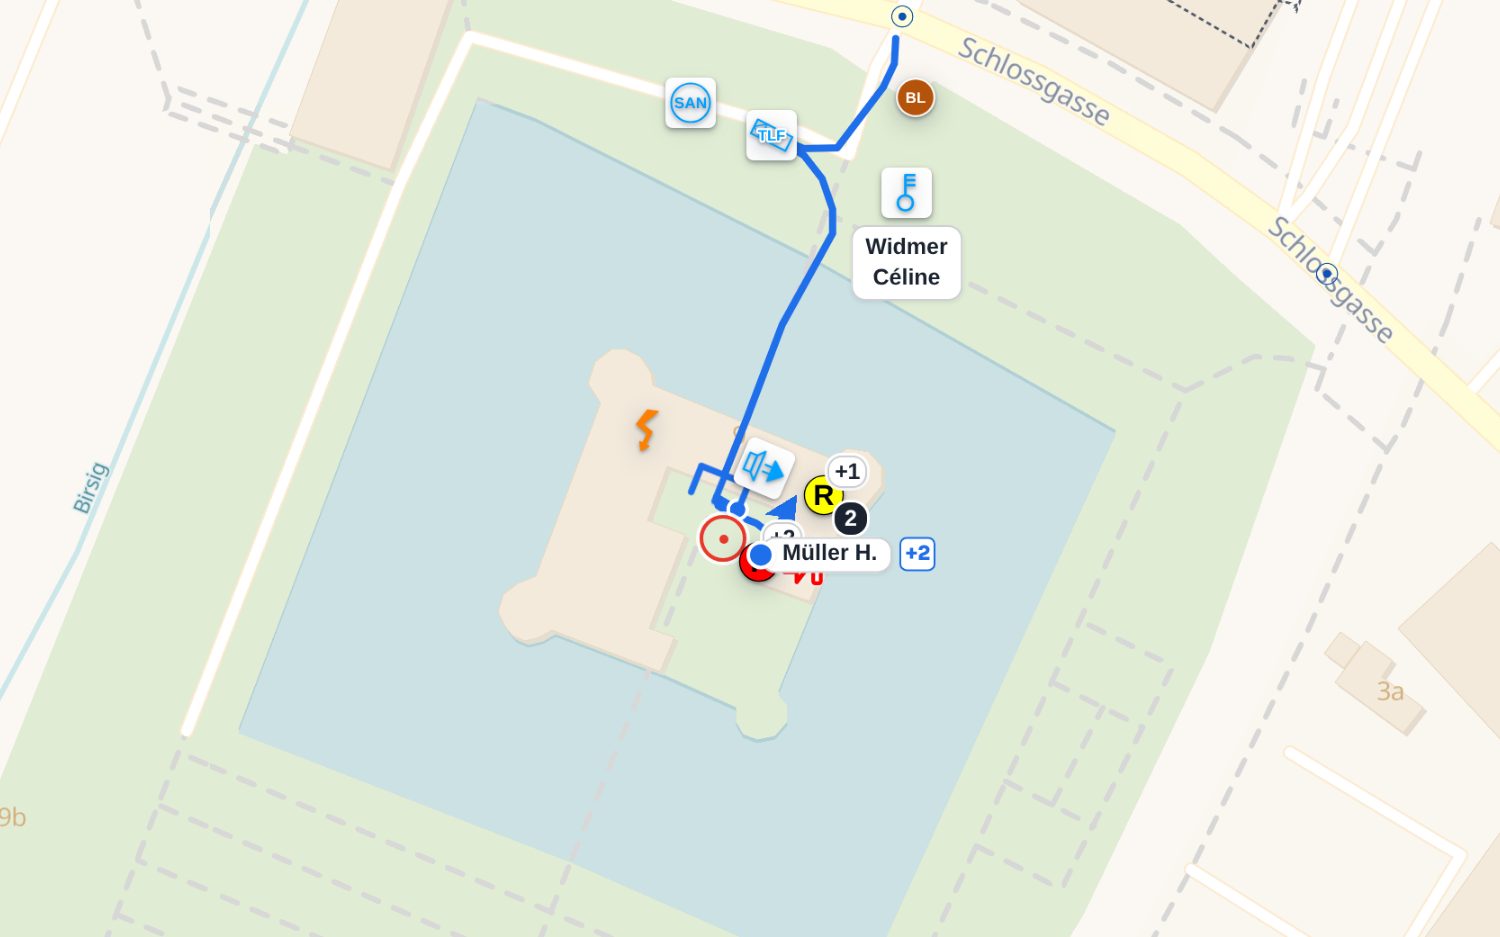 Schlossgasse
SAN
BL
TLF
Widmer
Céline
Schlossgasse
Birsig
+1
R
2
Müller H.
+2
3a
9b